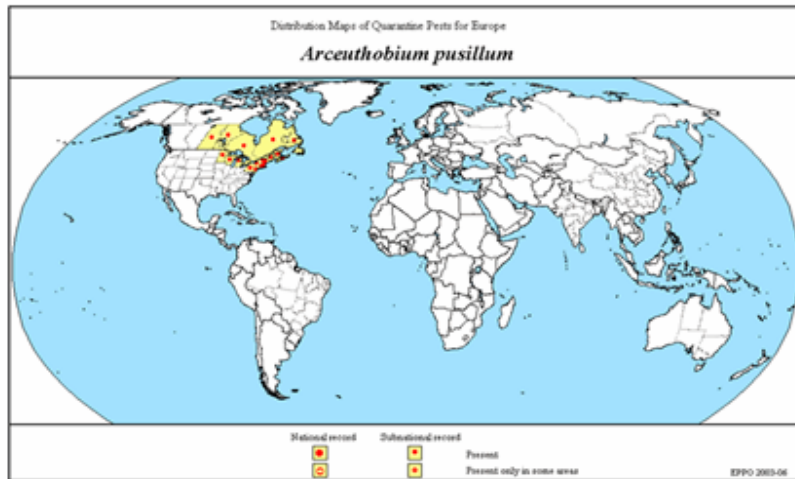 Distribution Maps of Quarantine Pests for Europe
Arceuthobium pusillum
National record Subnational record
Present
Present only in some areas
EPPO 2003-06